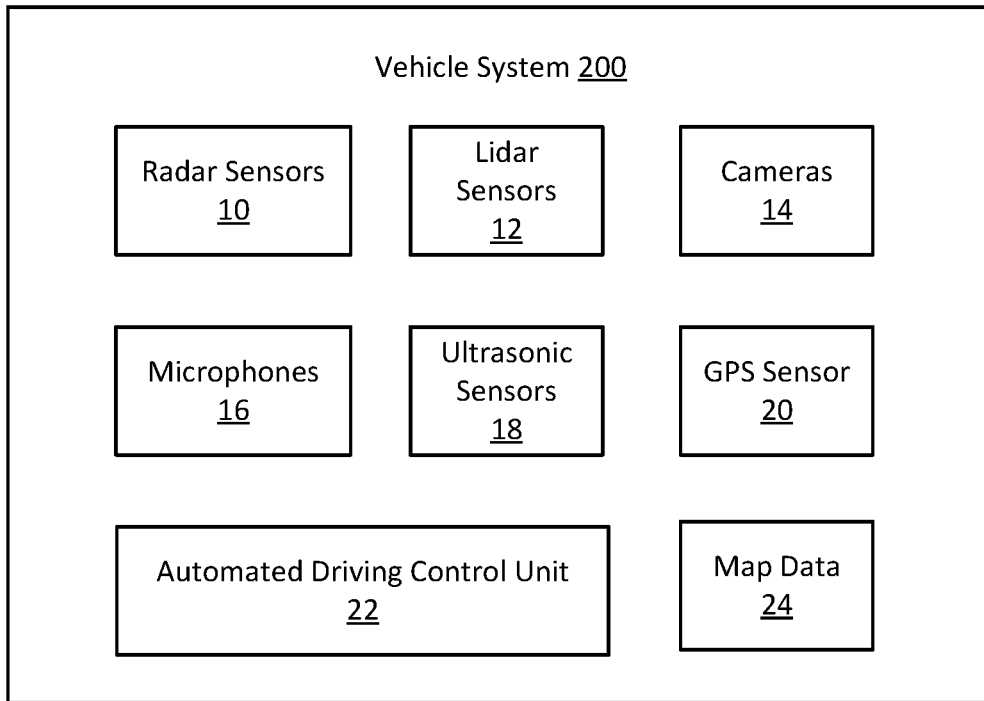 Vehicle System 200
Radar Sensors
10
Lidar
Sensors
12
Cameras
14
Microphones
16
Ultrasonic
Sensors
18
GPS Sensor
20
Automated Driving Control Unit
22
Map Data
24